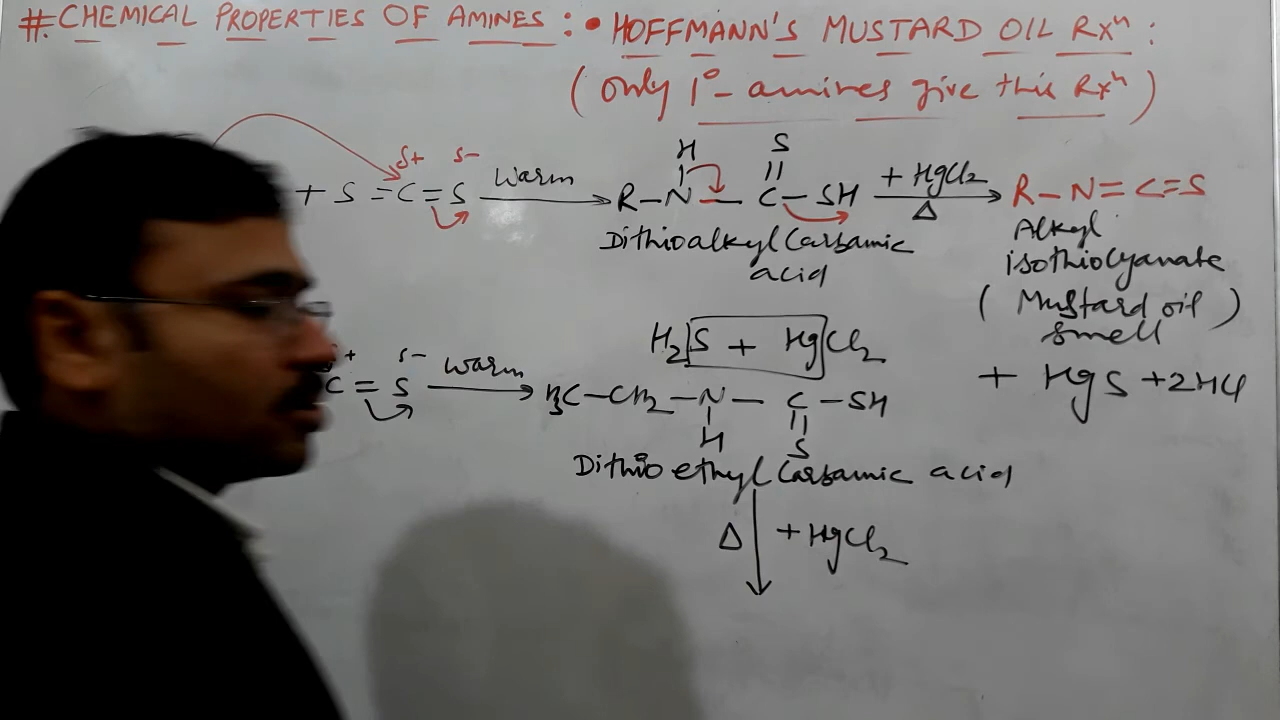 #. CHEMICAL PROPERTIES OF AMINES : • HOFFMANN'S MUSTARD OIL Rxⁿ :
(only 1°- amines give this Rxⁿ)
H S
δ+ δ-
+ S = C = S warm R-N-C-SH + HgCl₂ Δ R-N=C=S
Dithioalkyl Carbamic
acid
Alkyl
isothiocyanate
(Mustard oil)
smell
+ HgS + 2HCl
H₂S + HgCl₂
+ δ-
C = S warm H₃C-CH₂-N-C-SH
H S
Dithio ethyl Carbamic acid
Δ + HgCl₂